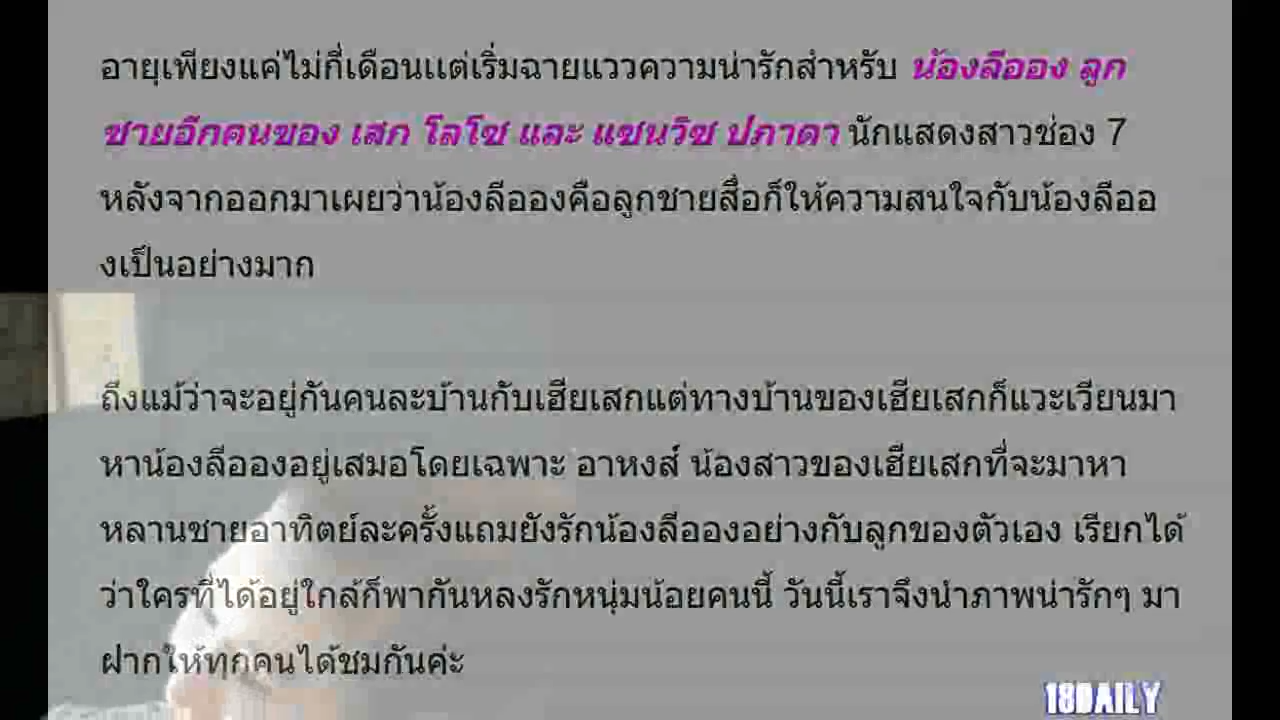 อายุเพียงแค่ไม่กี่เดือนแต่เริ่มฉายแววความน่ารักสำหรับ น้องลีออง ลูก
ชายอีกคนของ เสก โลโซ และ แชนวิช ปภาดา นักแสดงสาวช่อง 7
หลังจากออกมาเผยว่าน้องลีอองคือลูกชายสื่อก็ให้ความสนใจกับน้องลีออ
งเป็นอย่างมาก
ถึงแม้ว่าจะอยู่กันคนละบ้านกับเฮียเสกแต่ทางบ้านของเฮียเสกก็แวะเวียนมา
หาน้องลีอองอยู่เสมอโดยเฉพาะ อาหงส์ น้องสาวของเฮียเสกที่จะมาหา
หลานชายอาทิตย์ละครั้งแถมยังรักน้องลีอองอย่างกับลูกของตัวเอง เรียกได้
ว่าใครที่ได้อยู่ใกล้ก็พากันหลงรักหนุ่มน้อยคนนี้ วันนี้เราจึงนำภาพน่ารักๆ มา
ฝากให้ทุกคนได้ชมกันค่ะ
18DAILY